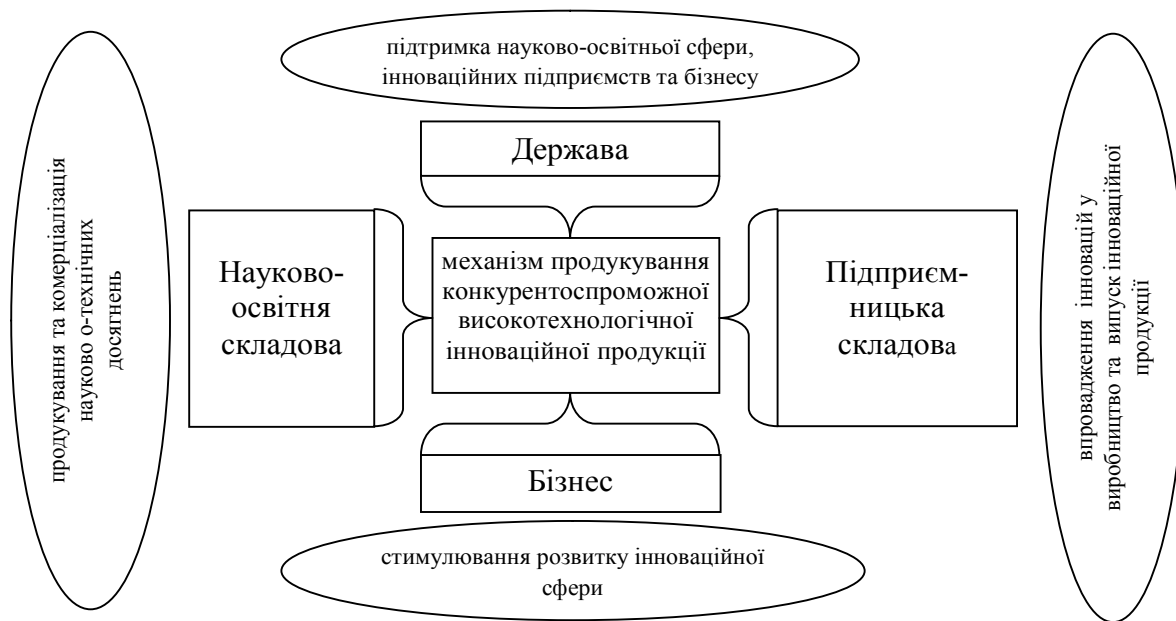 підтримка науково-освітньої сфери,
інноваційних підприємств та бізнесу
Держава
продукування та комерціалізація
науково о-технічних
досягнень
Науково-
освітня
складова
механізм продукування
конкурентоспроможної
високотехнологічної
інноваційної продукції
Підприєм-
ницька
складова
впровадження інновацій у
виробництво та випуск інноваційної
продукції
Бізнес
стимулювання розвитку інноваційної
сфери